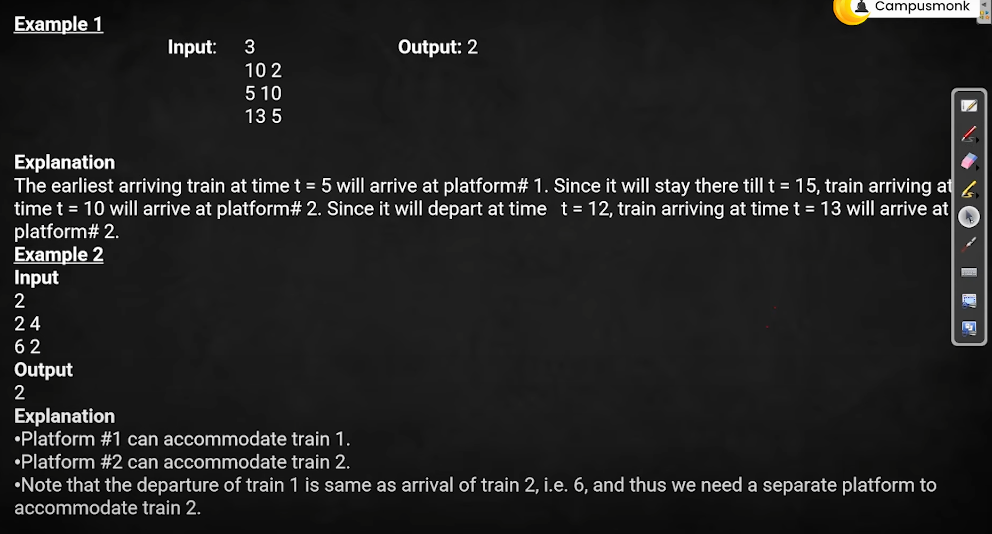 Campusmonk
Example 1
Input: 3 Output: 2
10 2
5 10
13 5
Explanation
The earliest arriving train at time t = 5 will arrive at platform# 1. Since it will stay there till t = 15, train arriving at
time t = 10 will arrive at platform# 2. Since it will depart at time t = 12, train arriving at time t = 13 will arrive at
platform# 2.
Example 2
Input
2
2 4
6 2
Output
2
Explanation
•Platform #1 can accommodate train 1.
•Platform #2 can accommodate train 2.
•Note that the departure of train 1 is same as arrival of train 2, i.e. 6, and thus we need a separate platform to
accommodate train 2.